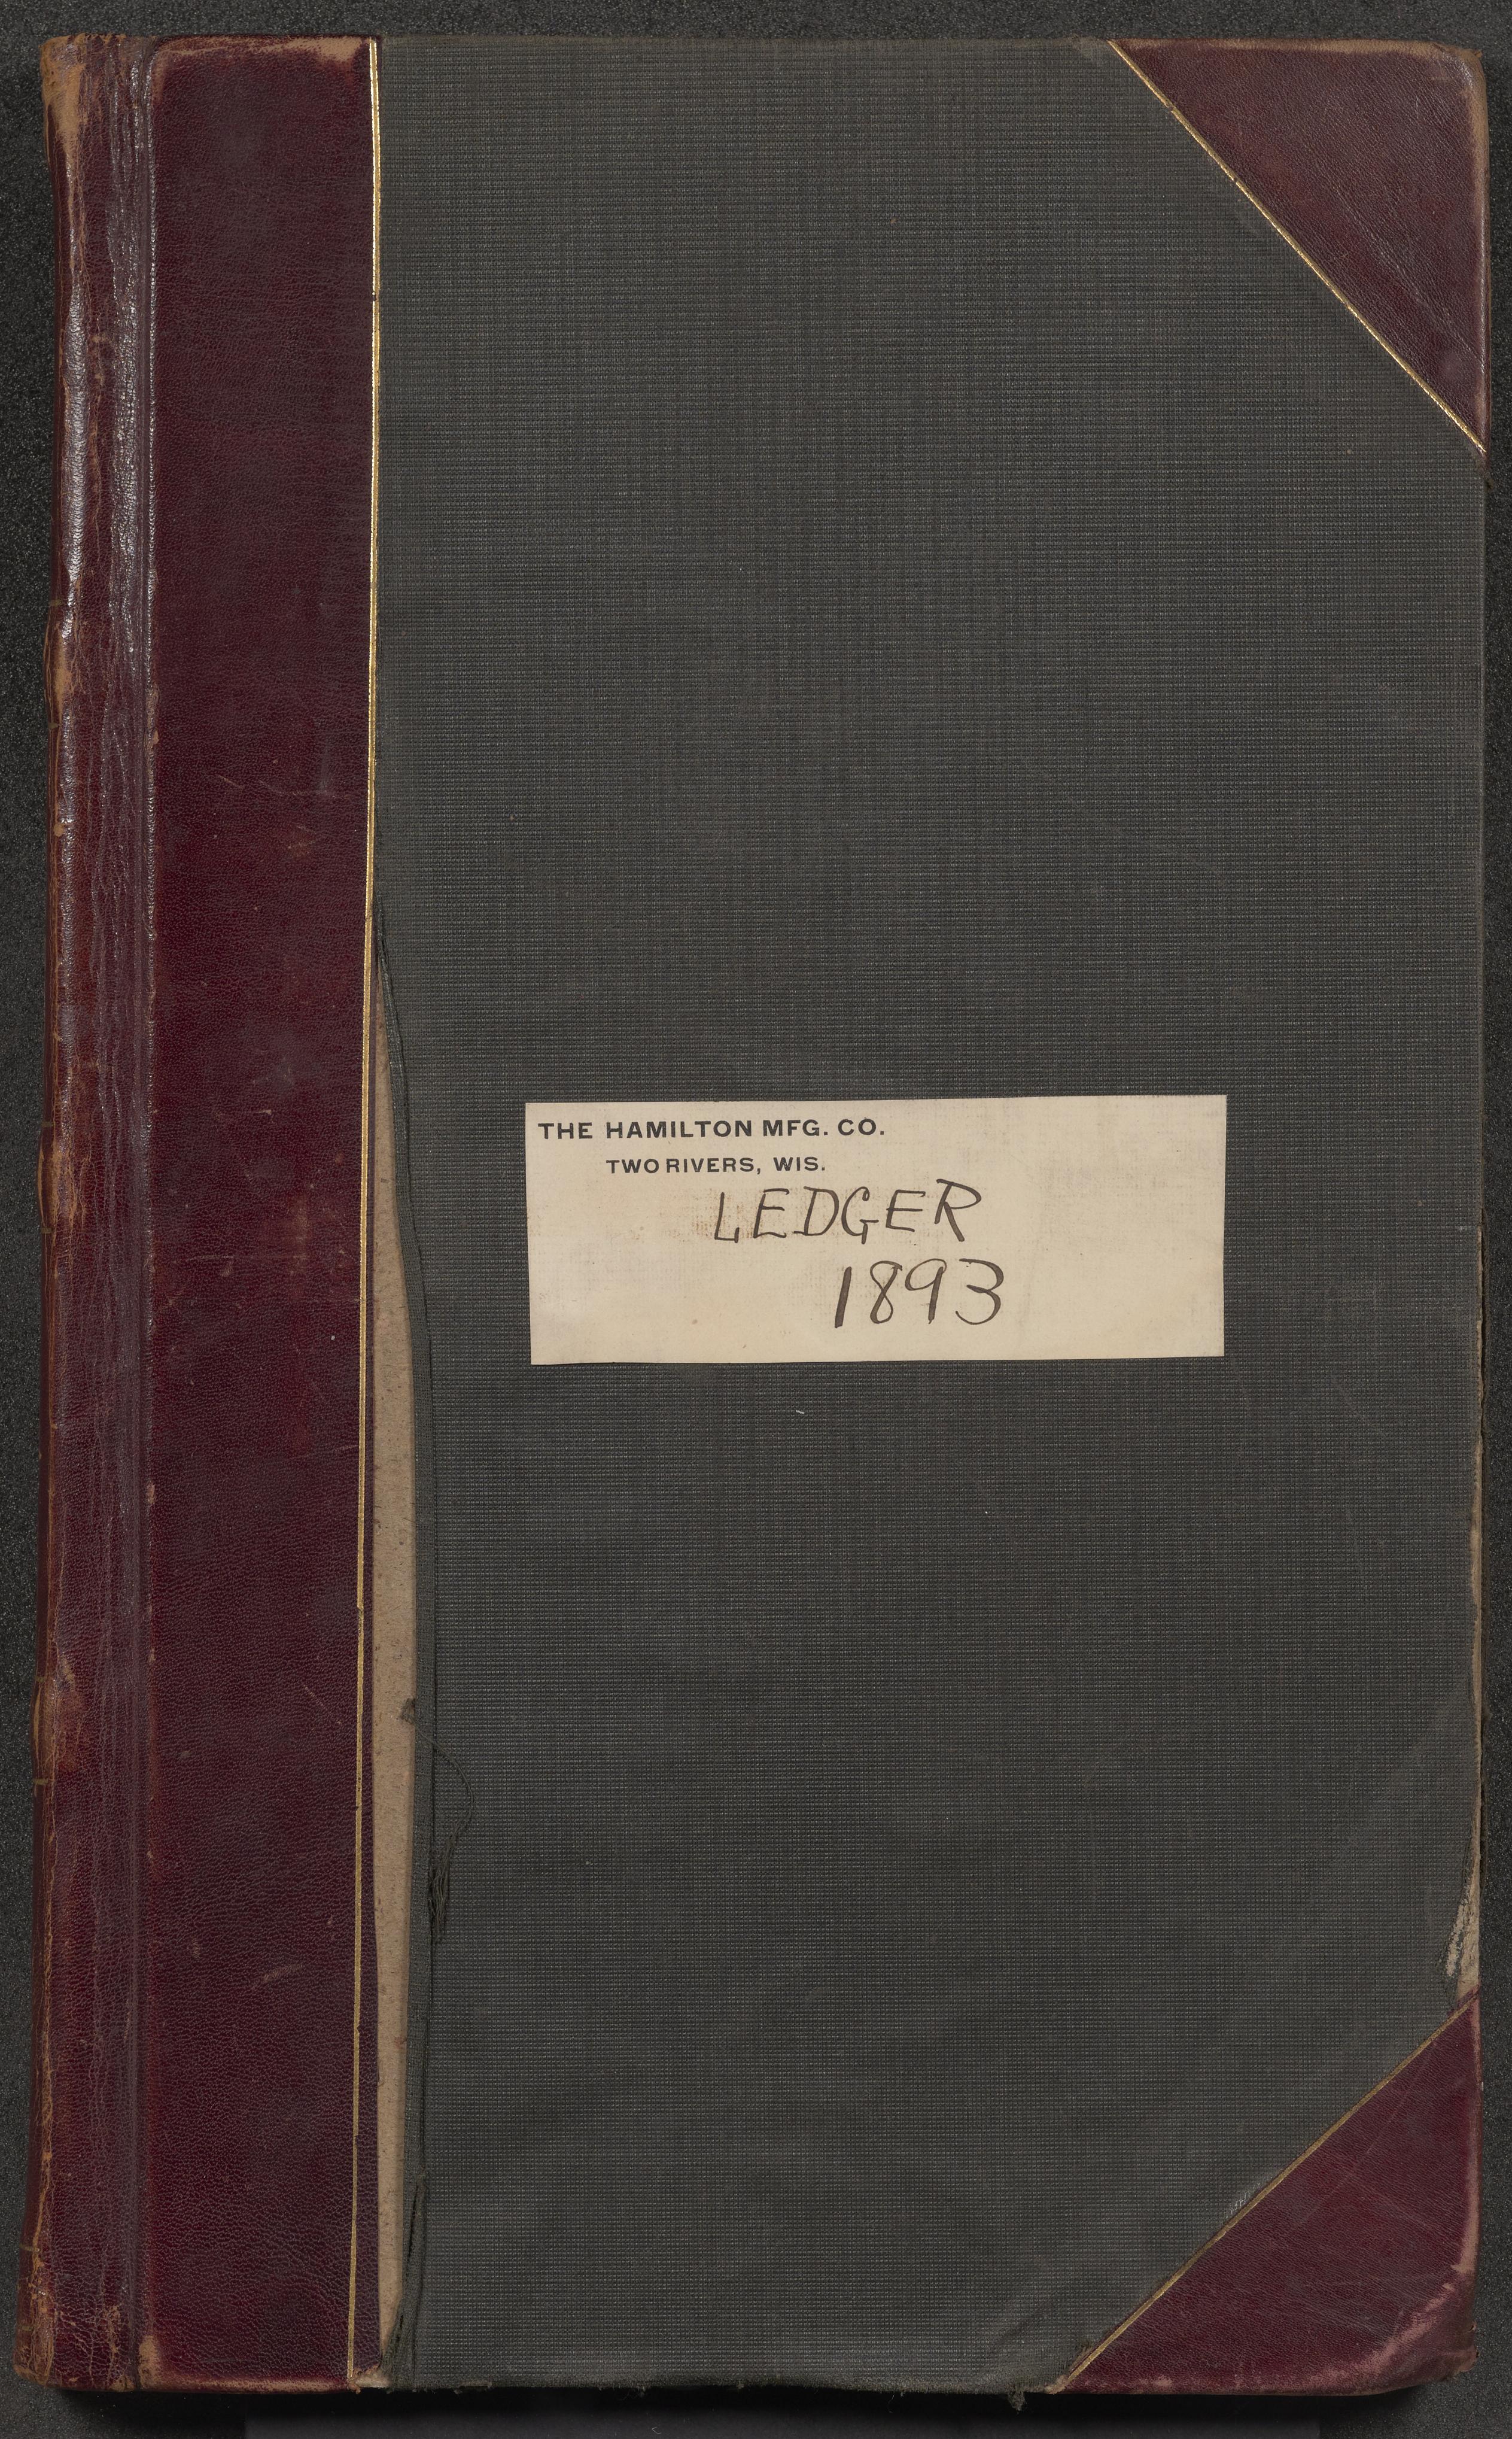 THE HAMILTON MFG. CO.
TWO RIVERS, WIS.
LEDGER
1893